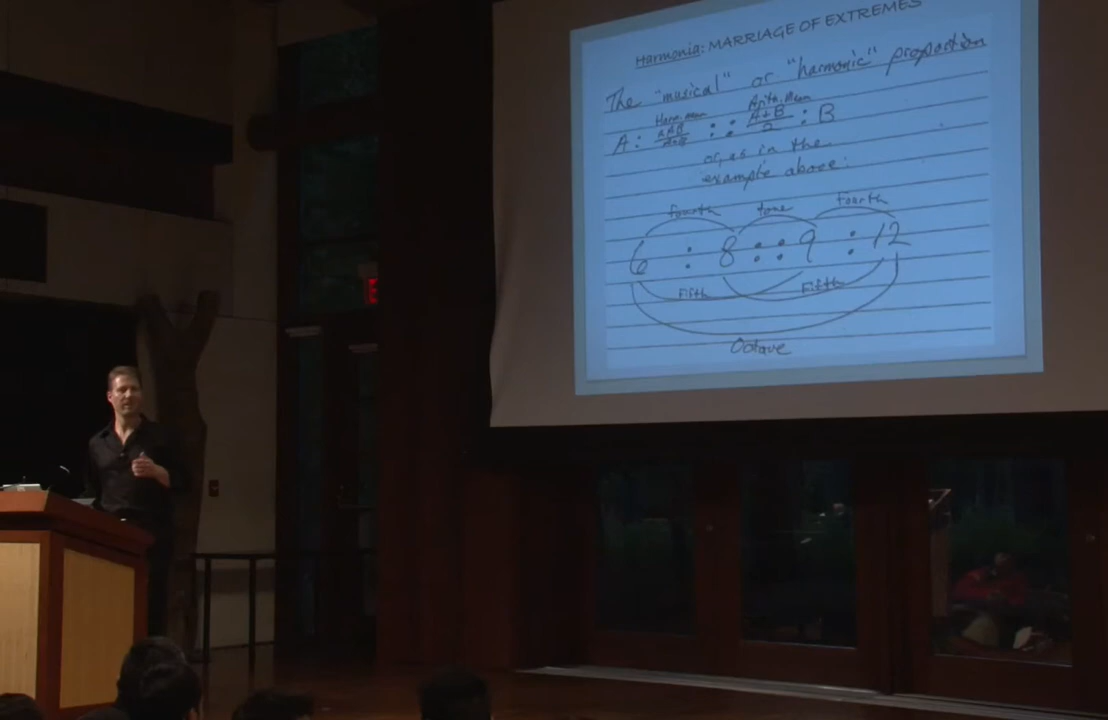 Harmonia: MARRIAGE OF EXTREMES
The "musical" or "harmonic" proportion
Harm. mean Arith. Mean
A : 2AB/A+B :: A+B/2 : B
or, as in the
example above:
fourth tone fourth
6 : 8 :: 9 : 12
Fifth Fifth
Octave